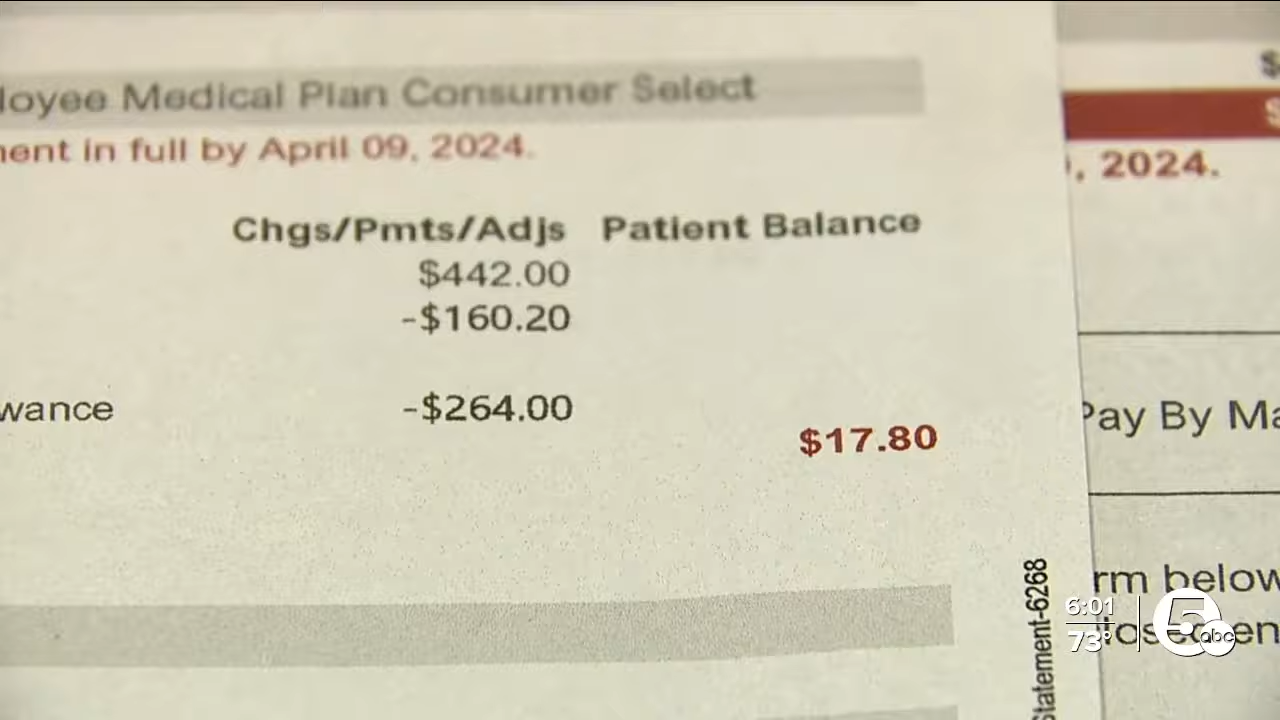 loyee Medical Plan Consumer Select
ent in full by April 09, 2024.
Chgs/Pmts/Adjs Patient Balance
$442.00
-$160.20
wance -$264.00
$17.80
Statement-6268
$
$
, 2024.
Pay By Ma
rm below
6:01
73°
5
abc